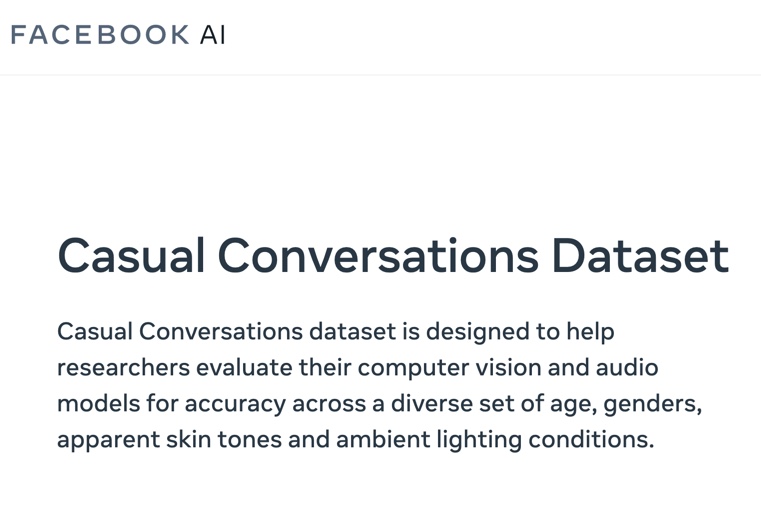 FACEBOOK AI
Casual Conversations Dataset
Casual Conversations dataset is designed to help
researchers evaluate their computer vision and audio
models for accuracy across a diverse set of age, genders,
apparent skin tones and ambient lighting conditions.